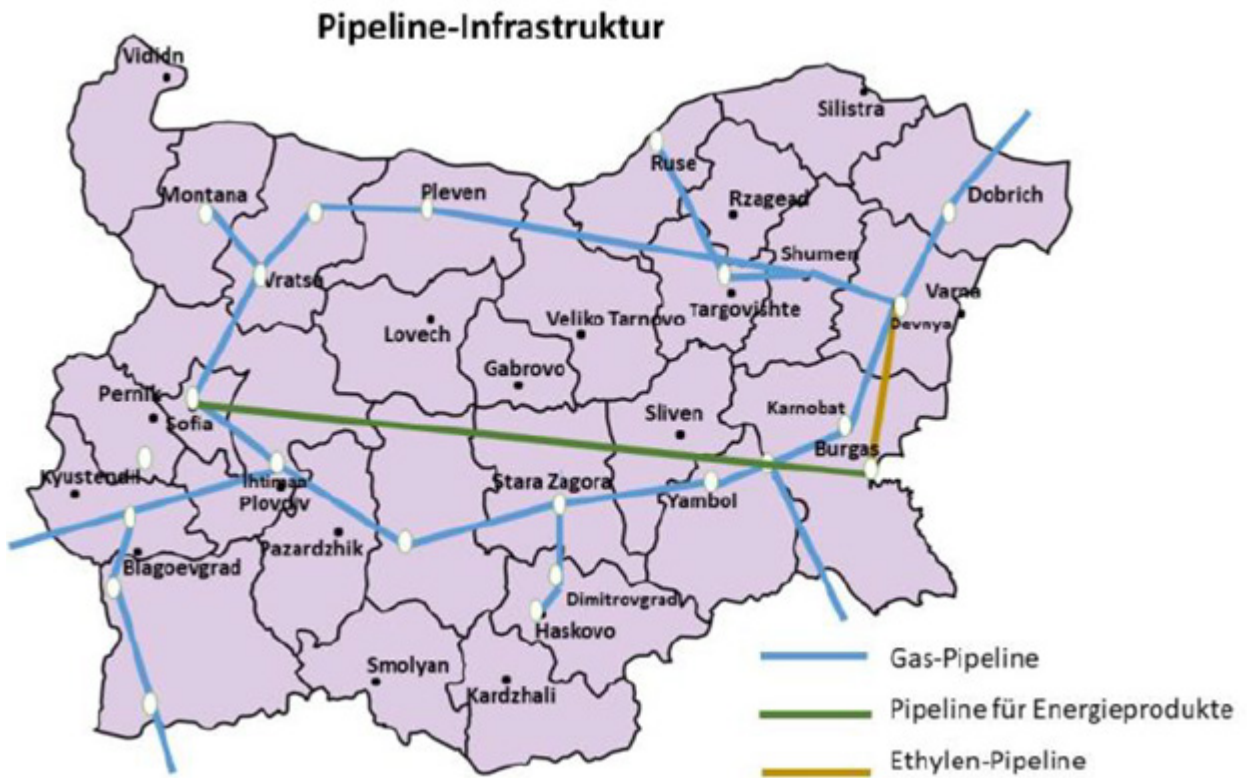 Pipeline-Infrastruktur
Vididn
Silistra
Ruse
Montana
Pleven
Rzagead
Dobrich
Shumen
Vratsa
Varna
Targovishte
Devnya
Lovech
Veliko Tarnovo
Gabrovo
Pernik
Sofia
Sliven
Karnobat
Burgas
Kyustendil
Ihtiman
Plovdiv
Stara Zagora
Yambol
Pazardzhik
Blagoevgrad
Dimitrovgrad
Haskovo
Smolyan
Kardzhali
Gas-Pipeline
Pipeline für Energieprodukte
Ethylen-Pipeline